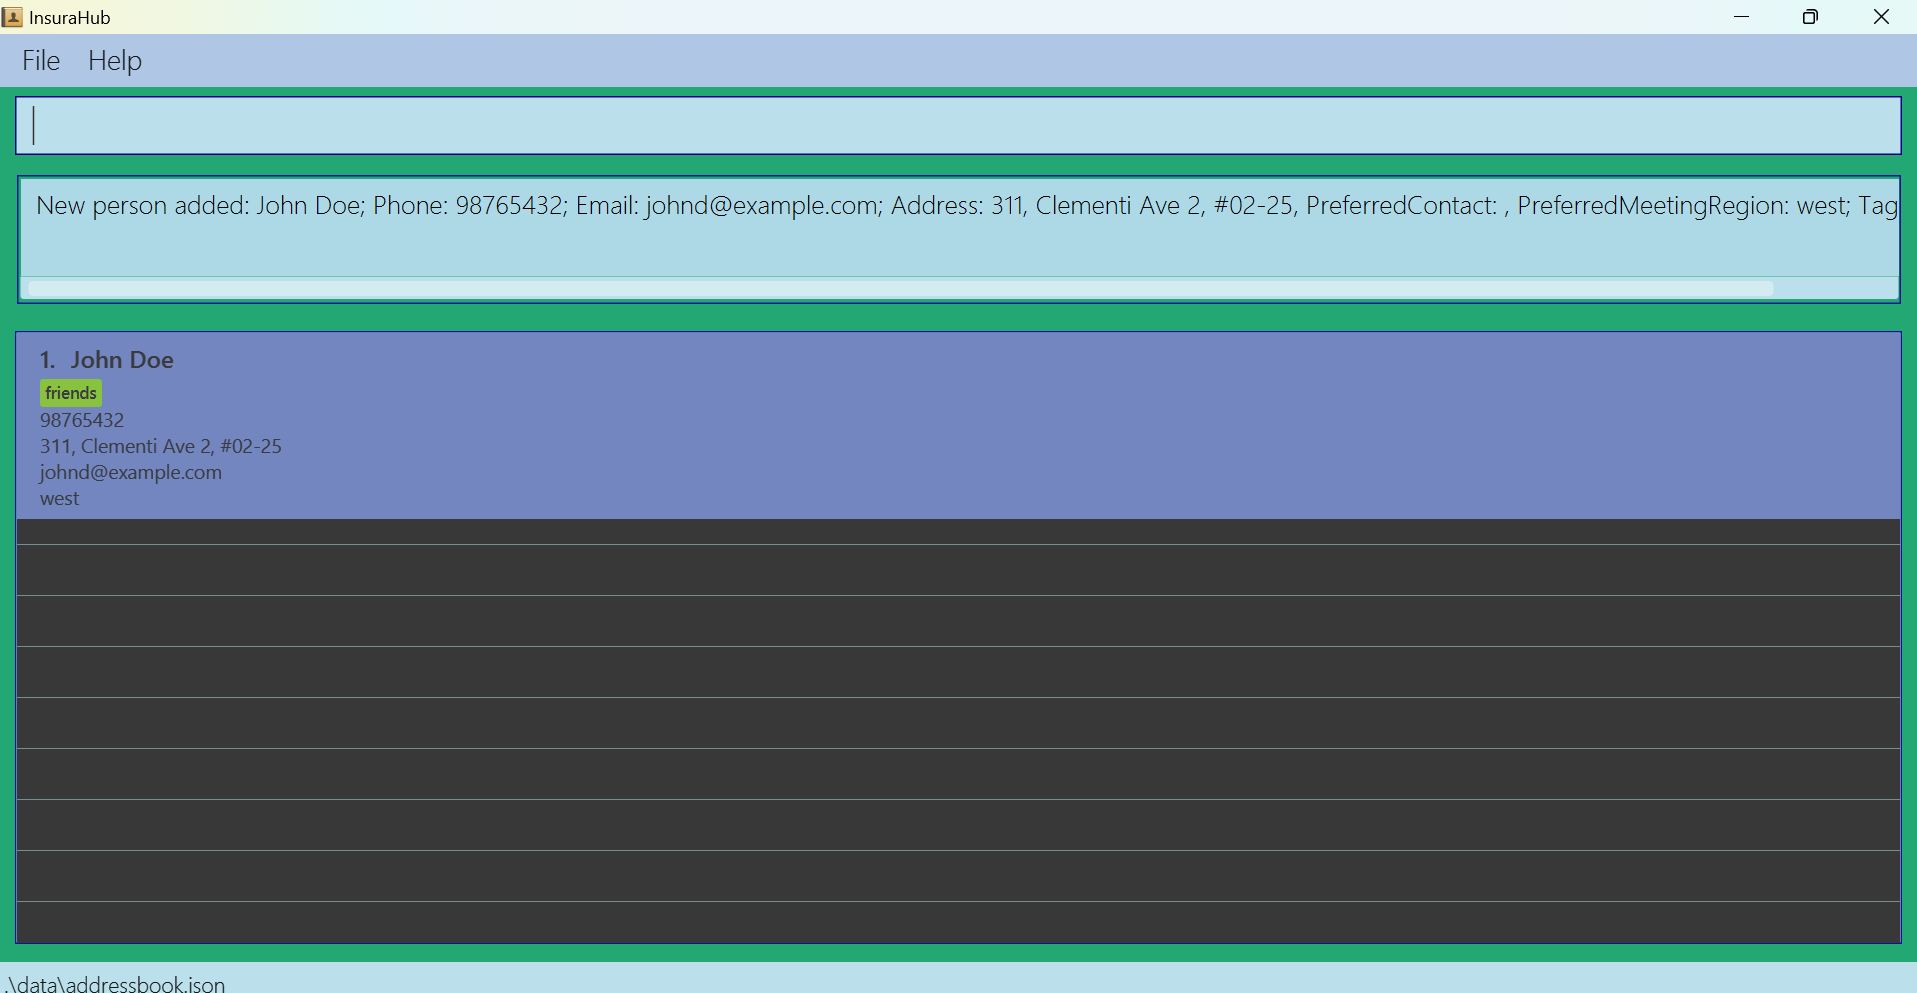 InsuraHub
File Help
New person added: John Doe; Phone: 98765432; Email: johnd@example.com; Address: 311, Clementi Ave 2, #02-25, PreferredContact: , PreferredMeetingRegion: west; Tag
1. John Doe
friends
98765432
311, Clementi Ave 2, #02-25
johnd@example.com
west
.\data\addressbook.json